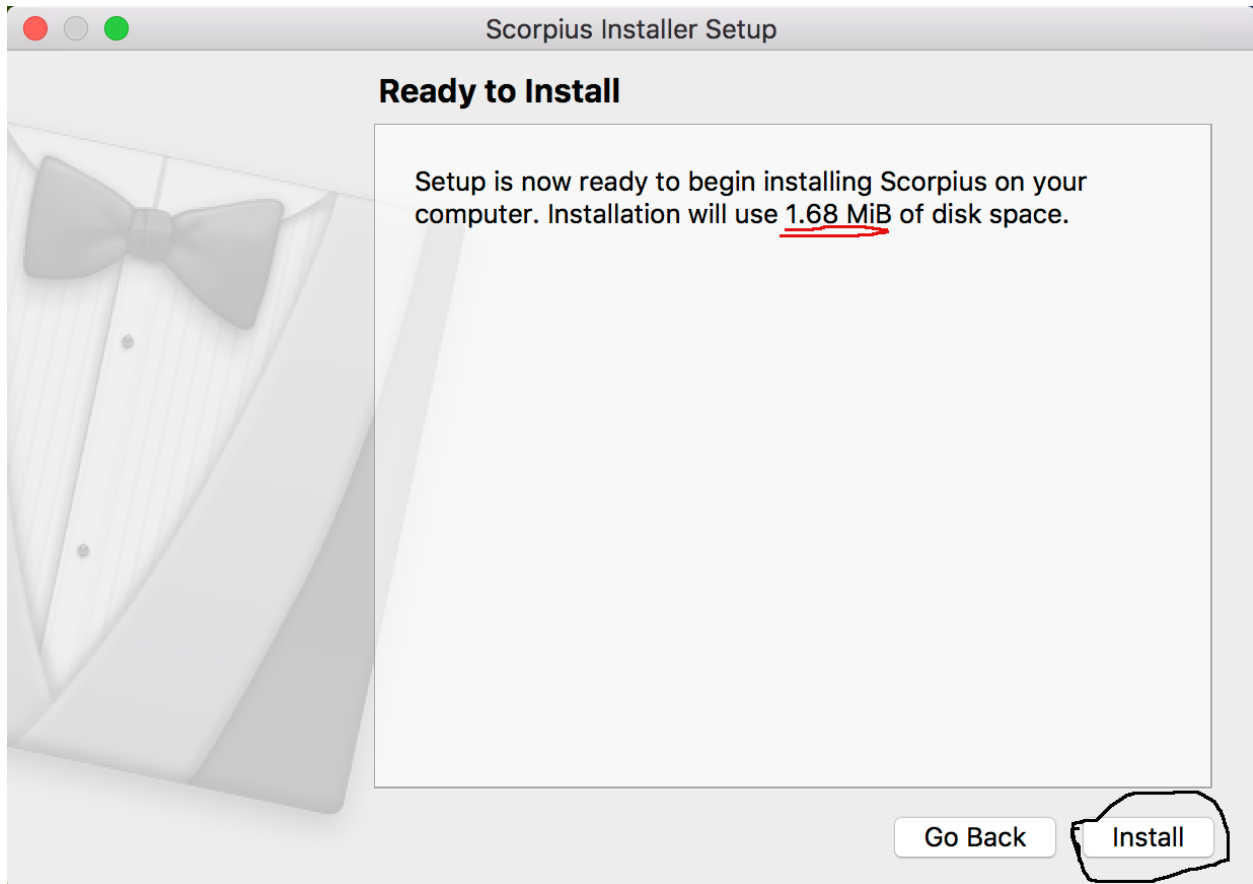 Scorpius Installer Setup
Ready to Install
Setup is now ready to begin installing Scorpius on your
computer. Installation will use 1.68 MiB of disk space.
Go Back
Install